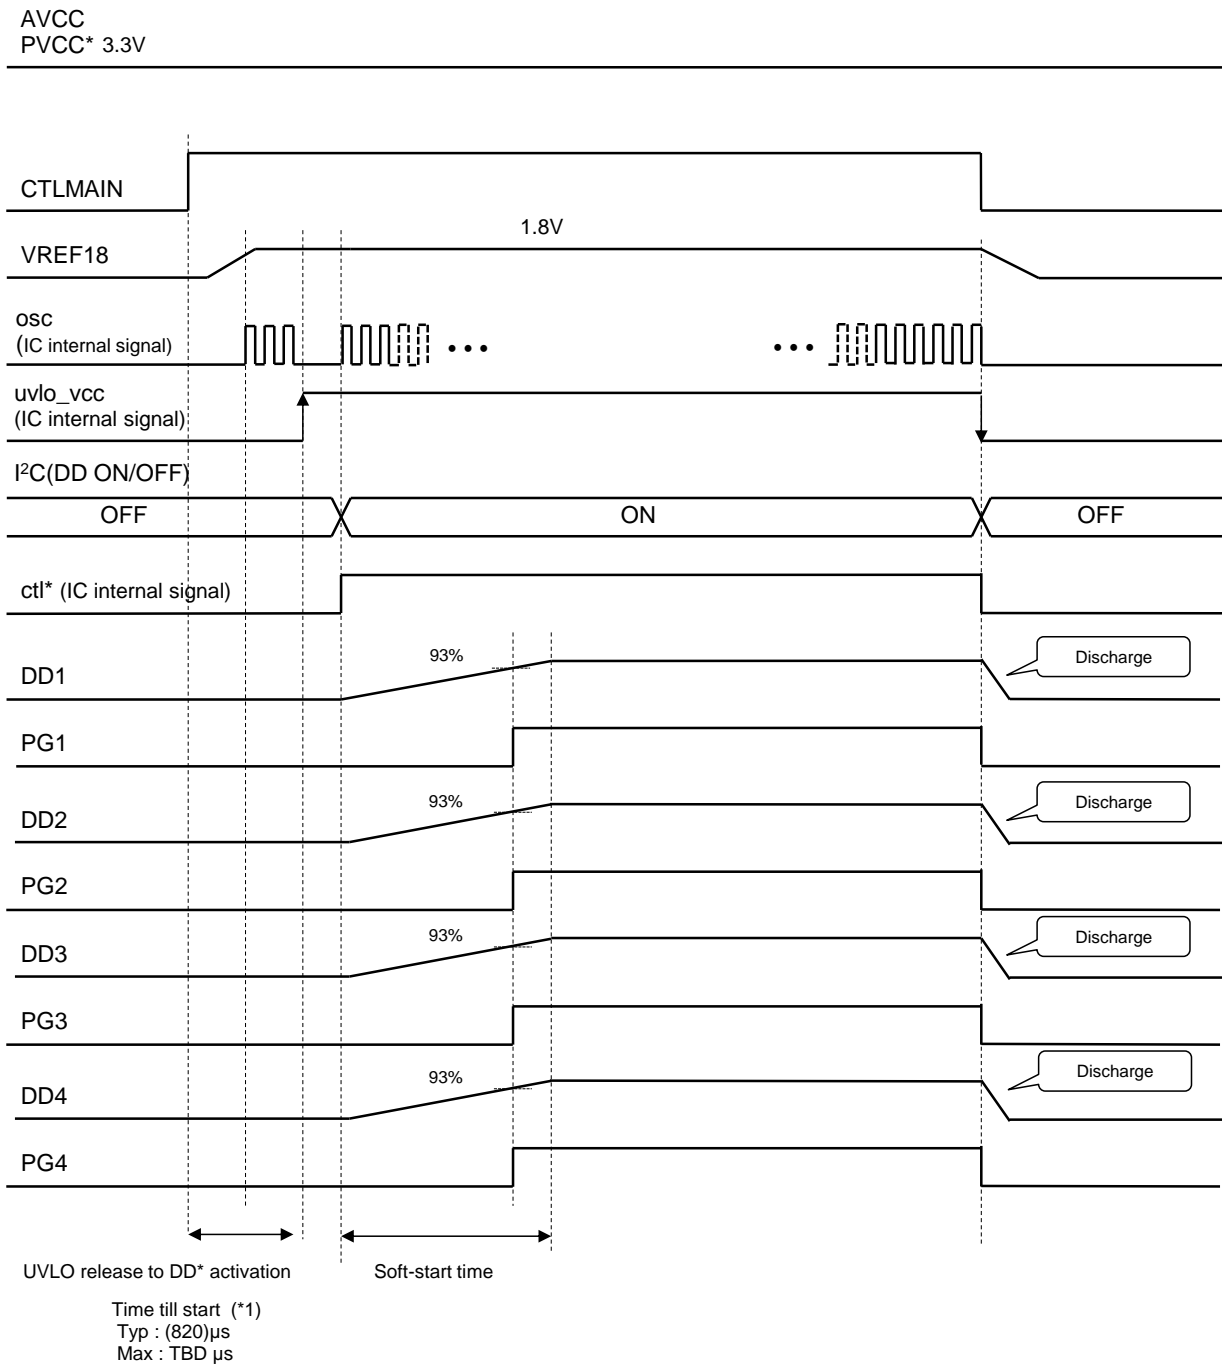 AVCC
PVCC* 3.3V
CTLMAIN
1.8V
VREF18
osc
(IC internal signal)
uvlo_vcc
(IC internal signal)
I²C(DD ON/OFF)
OFF ON OFF
ctl* (IC internal signal)
93%
Discharge
DD1
PG1
93%
Discharge
DD2
PG2
93%
Discharge
DD3
PG3
93%
Discharge
DD4
PG4
UVLO release to DD* activation
Soft-start time
Time till start (*1)
Typ : (820)µs
Max : TBD µs